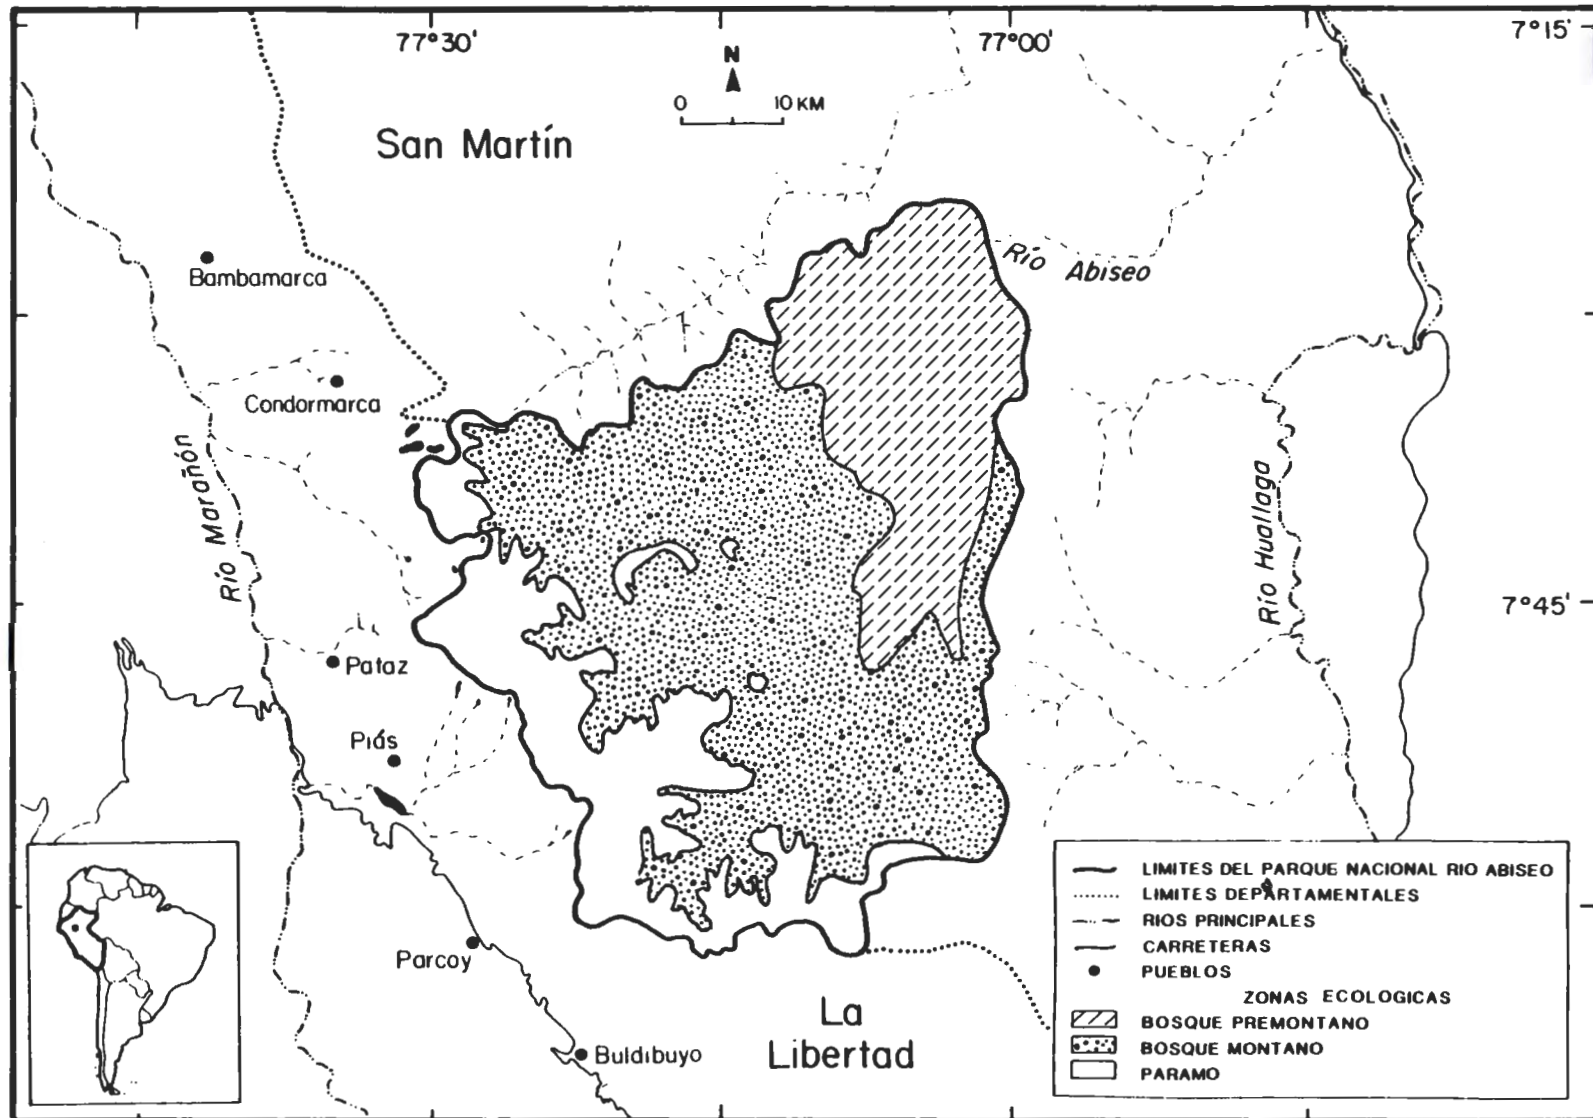 77°30'
77°00'
7°15'
N
0 10 KM
San Martín
Río Abiseo
Bambamarca
Condormarca
Río Marañón
Río Huallaga
7°45'
Pataz
Piás
Parcoy
Buldibuyo
La
Libertad
LIMITES DEL PARQUE NACIONAL RIO ABISEO
LIMITES DEPARTAMENTALES
RIOS PRINCIPALES
CARRETERAS
PUEBLOS
ZONAS ECOLOGICAS
BOSQUE PREMONTANO
BOSQUE MONTANO
PARAMO